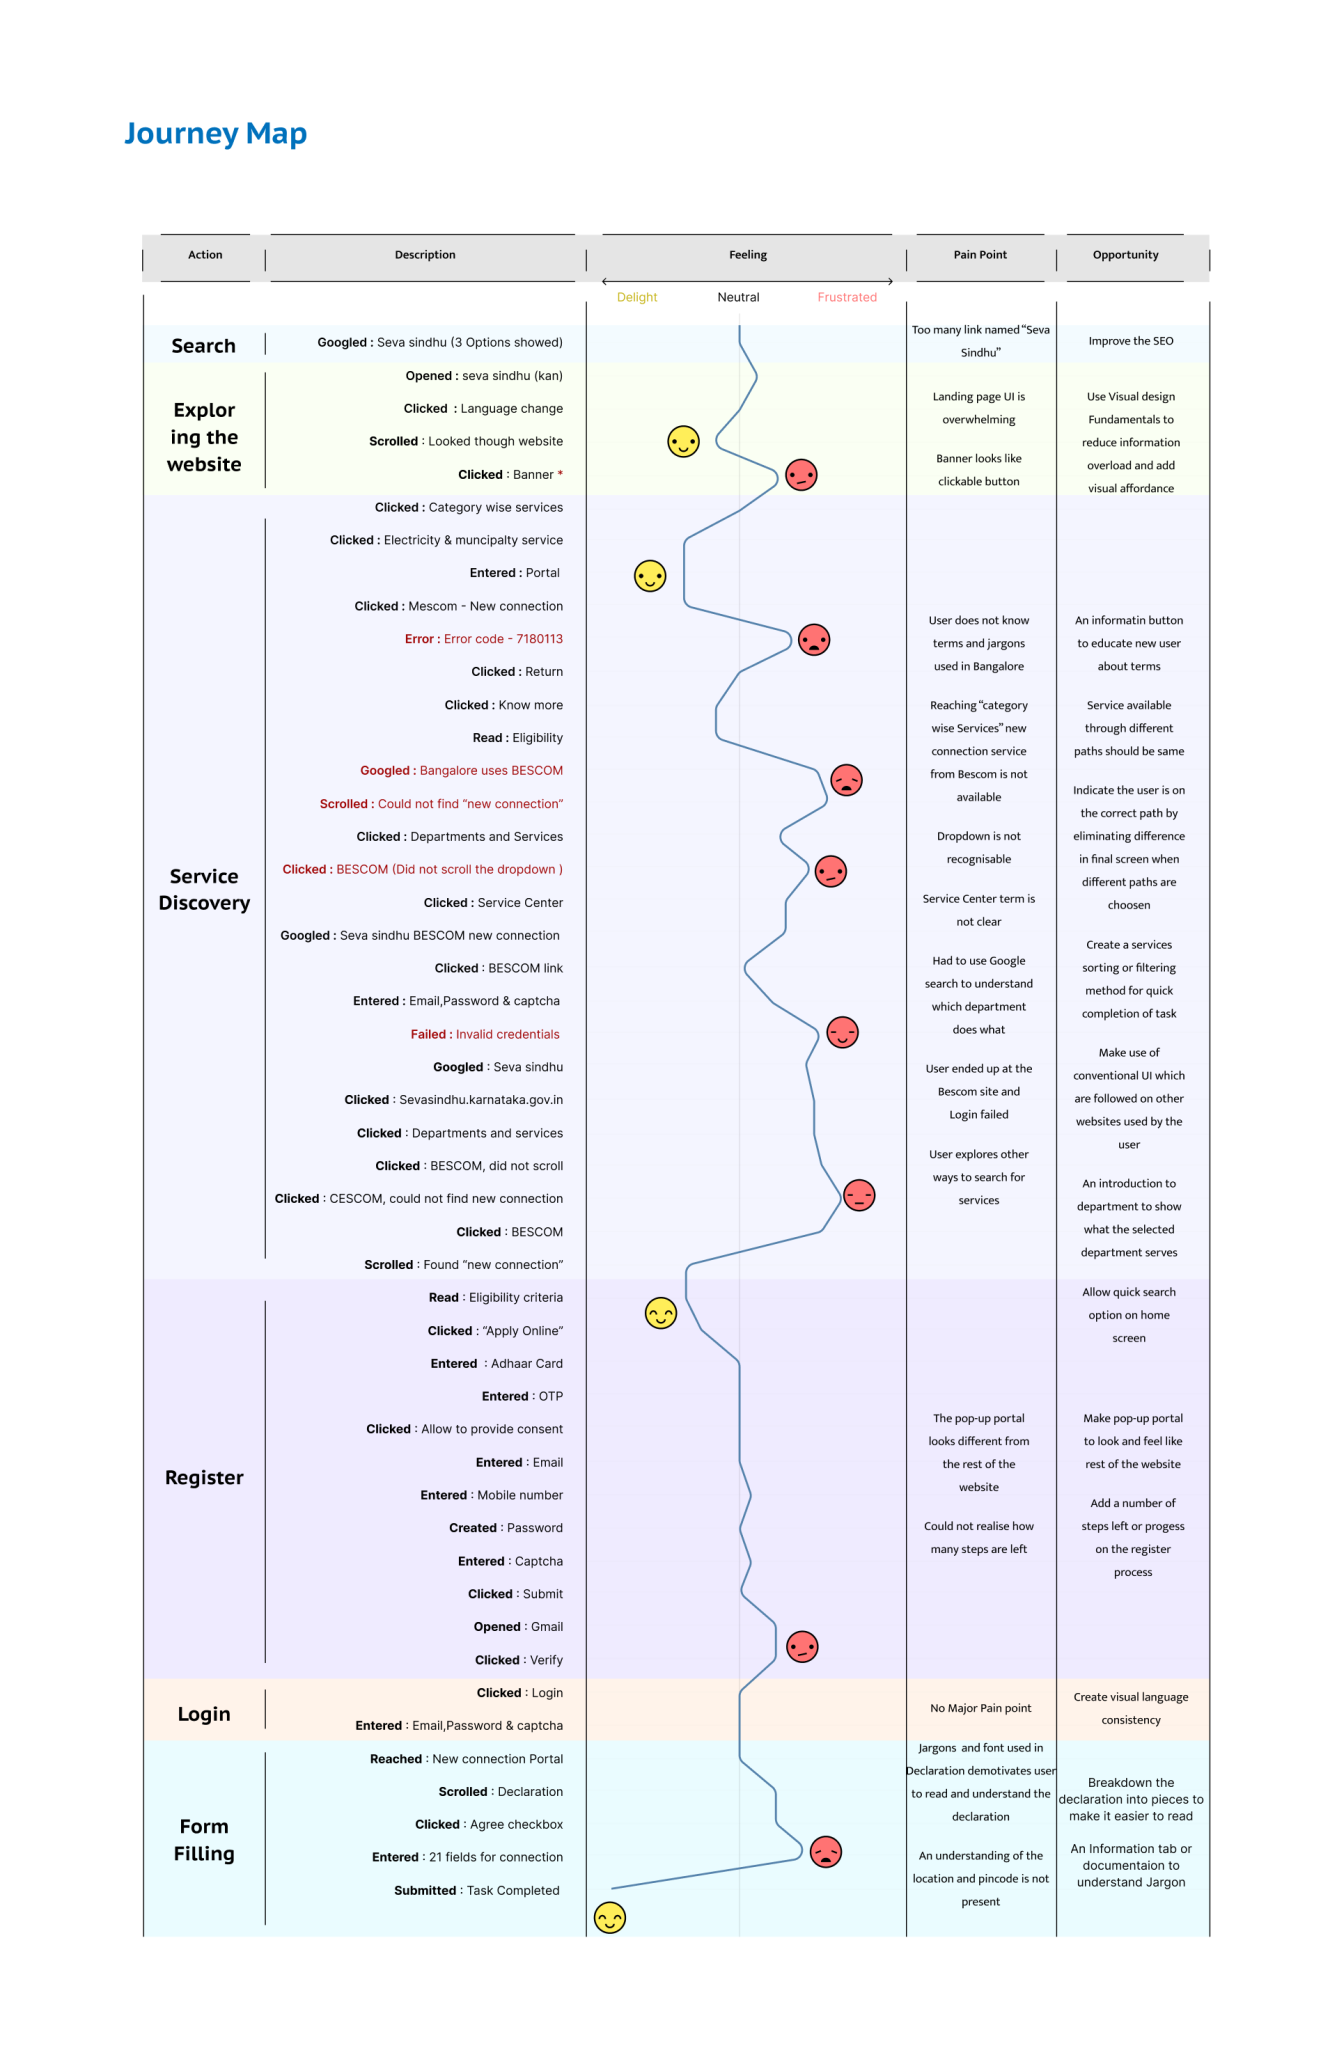 Journey Map
Action
Description
Feeling
Pain Point
Opportunity
Delight
Neutral
Frustrated
Search
Googled : Seva sindhu (3 Options showed)
Too many link named “Seva
Sindhu”
Improve the SEO
Explor
ing the
website
Opened : seva sindhu (kan)
Clicked : Language change
Scrolled : Looked though website
Clicked : Banner *
Landing page UI is
overwhelming
Banner looks like
clickable button
Use Visual design
Fundamentals to
reduce information
overload and add
visual affordance
Service
Discovery
Clicked : Category wise services
Clicked : Electricity & muncipalty service
Entered : Portal
Clicked : Mescom - New connection
Error : Error code - 7180113
Clicked : Return
Clicked : Know more
Read : Eligibility
Googled : Bangalore uses BESCOM
Scrolled : Could not find “new connection”
Clicked : Departments and Services
Clicked : BESCOM (Did not scroll the dropdown )
Clicked : Service Center
Googled : Seva sindhu BESCOM new connection
Clicked : BESCOM link
Entered : Email,Password & captcha
Failed : Invalid credentials
Googled : Seva sindhu
Clicked : Sevasindhu.karnataka.gov.in
Clicked : Departments and services
Clicked : BESCOM, did not scroll
Clicked : CESCOM, could not find new connection
Clicked : BESCOM
Scrolled : Found “new connection”
User does not know
terms and jargons
used in Bangalore
Reaching “category
wise Services” new
connection service
from Bescom is not
available
Dropdown is not
recognisable
Service Center term is
not clear
Had to use Google
search to understand
which department
does what
User ended up at the
Bescom site and
Login failed
User explores other
ways to search for
services
An informatin button
to educate new user
about terms
Service available
through different
paths should be same
Indicate the user is on
the correct path by
eliminating difference
in final screen when
different paths are
choosen
Create a services
sorting or filtering
method for quick
completion of task
Make use of
conventional UI which
are followed on other
websites used by the
user
An introduction to
department to show
what the selected
department serves
Allow quick search
option on home
screen
Register
Read : Eligibility criteria
Clicked : “Apply Online”
Entered : Adhaar Card
Entered : OTP
Clicked : Allow to provide consent
Entered : Email
Entered : Mobile number
Created : Password
Entered : Captcha
Clicked : Submit
Opened : Gmail
Clicked : Verify
The pop-up portal
looks different from
the rest of the
website
Could not realise how
many steps are left
Make pop-up portal
to look and feel like
rest of the website
Add a number of
steps left or progess
on the register
process
Login
Clicked : Login
Entered : Email,Password & captcha
No Major Pain point
Create visual language
consistency
Form
Filling
Reached : New connection Portal
Scrolled : Declaration
Clicked : Agree checkbox
Entered : 21 fields for connection
Submitted : Task Completed
Jargons and font used in
Declaration demotivates user
to read and understand the
declaration
An understanding of the
location and pincode is not
present
Breakdown the
declaration into pieces to
make it easier to read
An Information tab or
documentaion to
understand Jargon